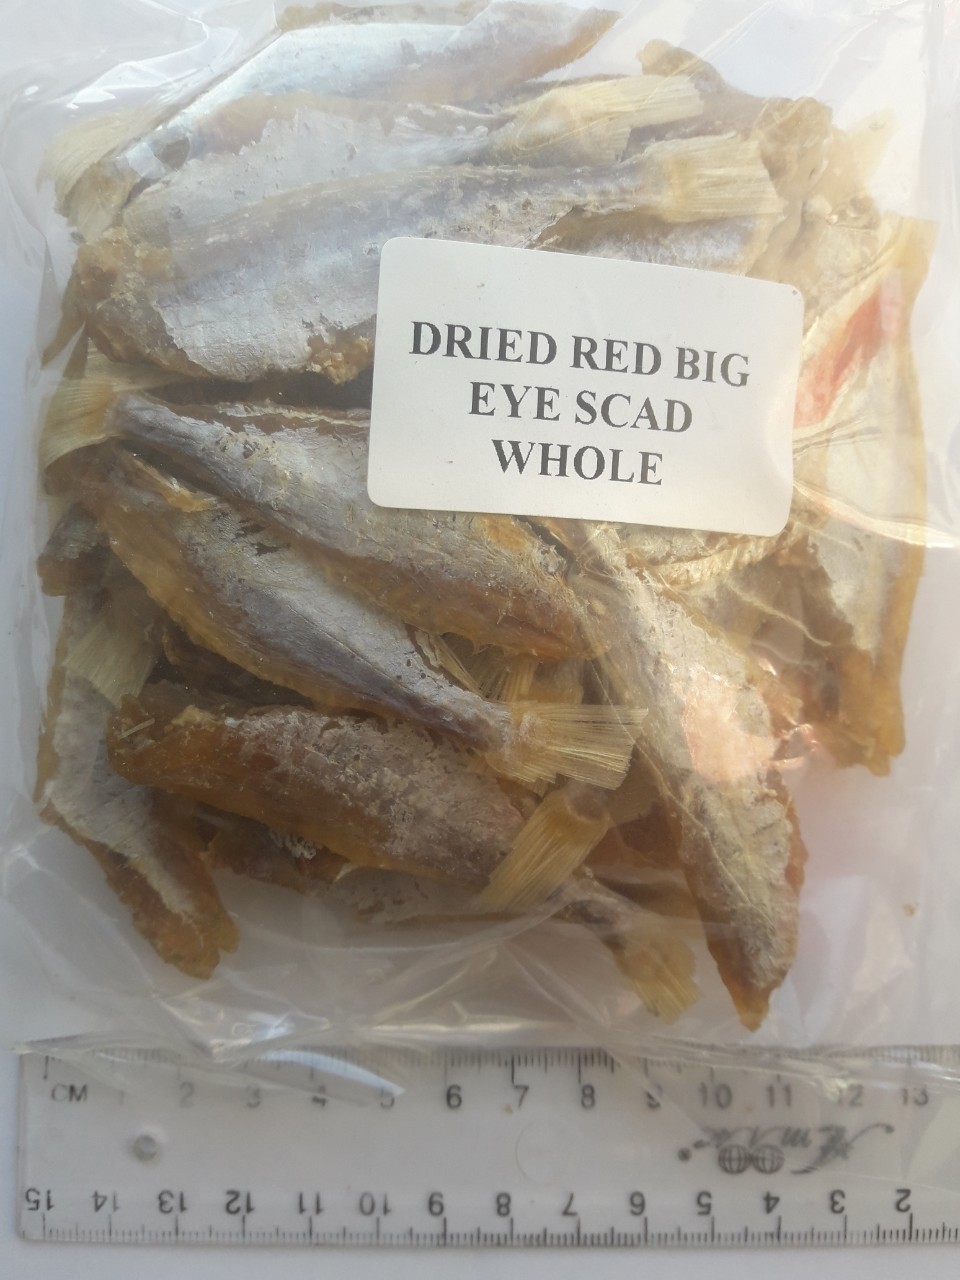 DRIED RED BIG
EYE SCAD
WHOLE
CM 1 2 3 4 5 6 7 8 9 10 11 12 13
15 14 13 12 11 10 9 8 7 6 5 4 3 2